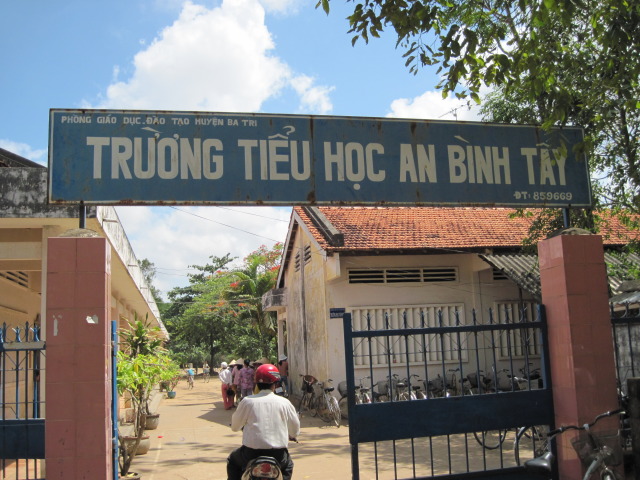 PHÒNG GIÁO DỤC. ĐÀO TẠO HUYỆN BA TRI
TRƯỜNG TIỂU HỌC AN BÌNH TÂY
ĐT: 859669